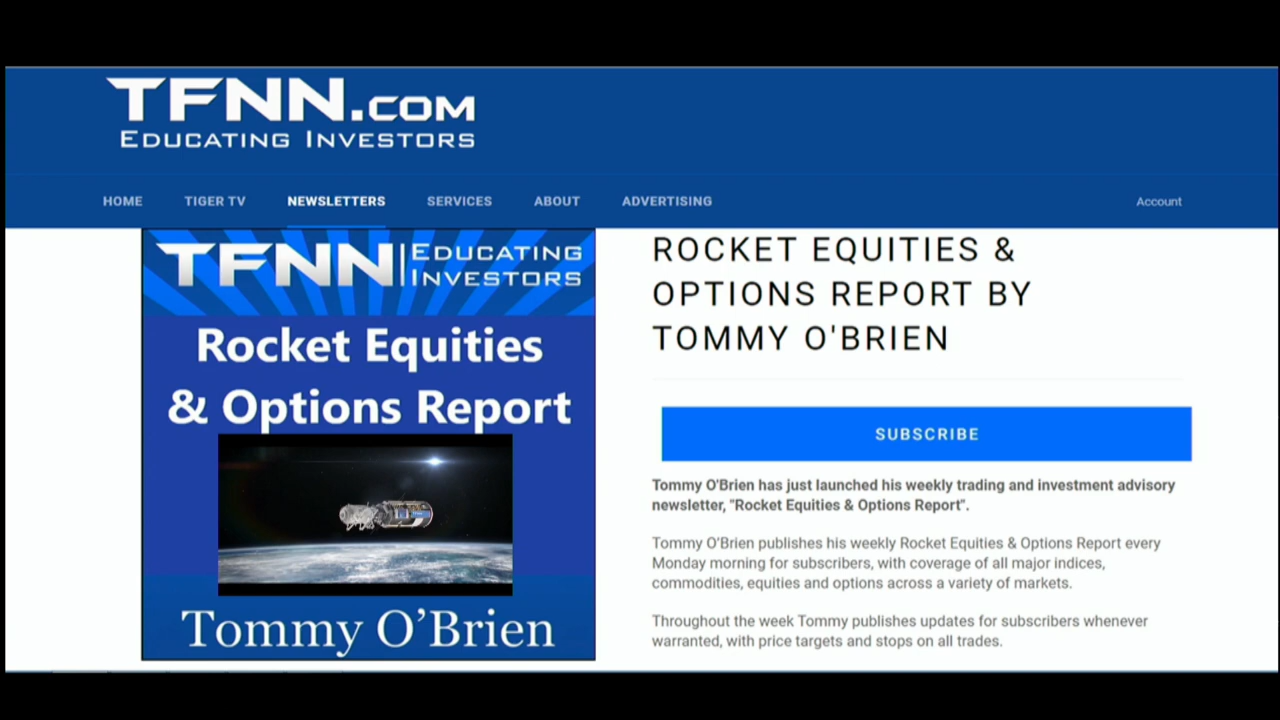 TFNN.COM
EDUCATING INVESTORS
HOME TIGER TV NEWSLETTERS SERVICES ABOUT ADVERTISING Account
TFNN EDUCATING
INVESTORS
Rocket Equities
& Options Report
Tommy O’Brien
ROCKET EQUITIES &
OPTIONS REPORT BY
TOMMY O'BRIEN
SUBSCRIBE
Tommy O'Brien has just launched his weekly trading and investment advisory
newsletter, "Rocket Equities & Options Report".
Tommy O’Brien publishes his weekly Rocket Equities & Options Report every
Monday morning for subscribers, with coverage of all major indices,
commodities, equities and options across a variety of markets.
Throughout the week Tommy publishes updates for subscribers whenever
warranted, with price targets and stops on all trades.